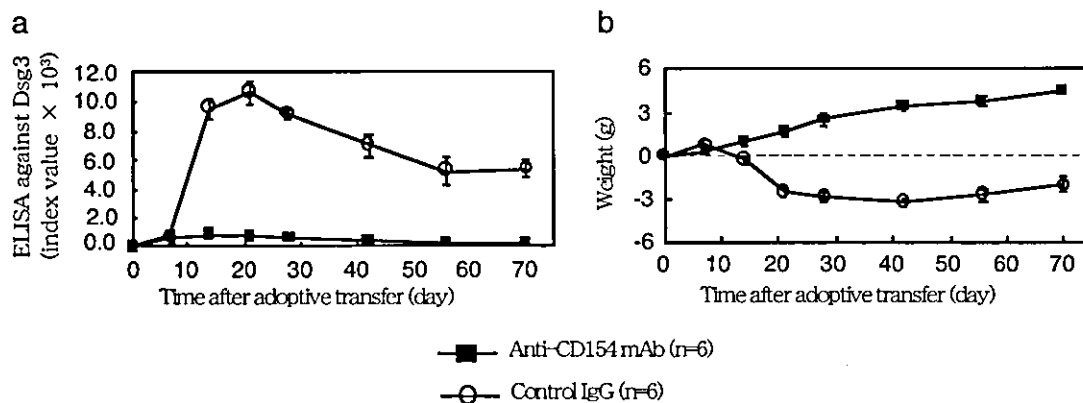 a
ELISA against Dsg3
(index value × 10³)
12.0
10.0
8.0
6.0
4.0
2.0
0.0
0 10 20 30 40 50 60 70
Time after adoptive transfer (day)
b
Weight (g)
6
3
0
-3
-6
0 10 20 30 40 50 60 70
Time after adoptive transfer (day)
Anti-CD154 mAb (n=6)
Control IgG (n=6)